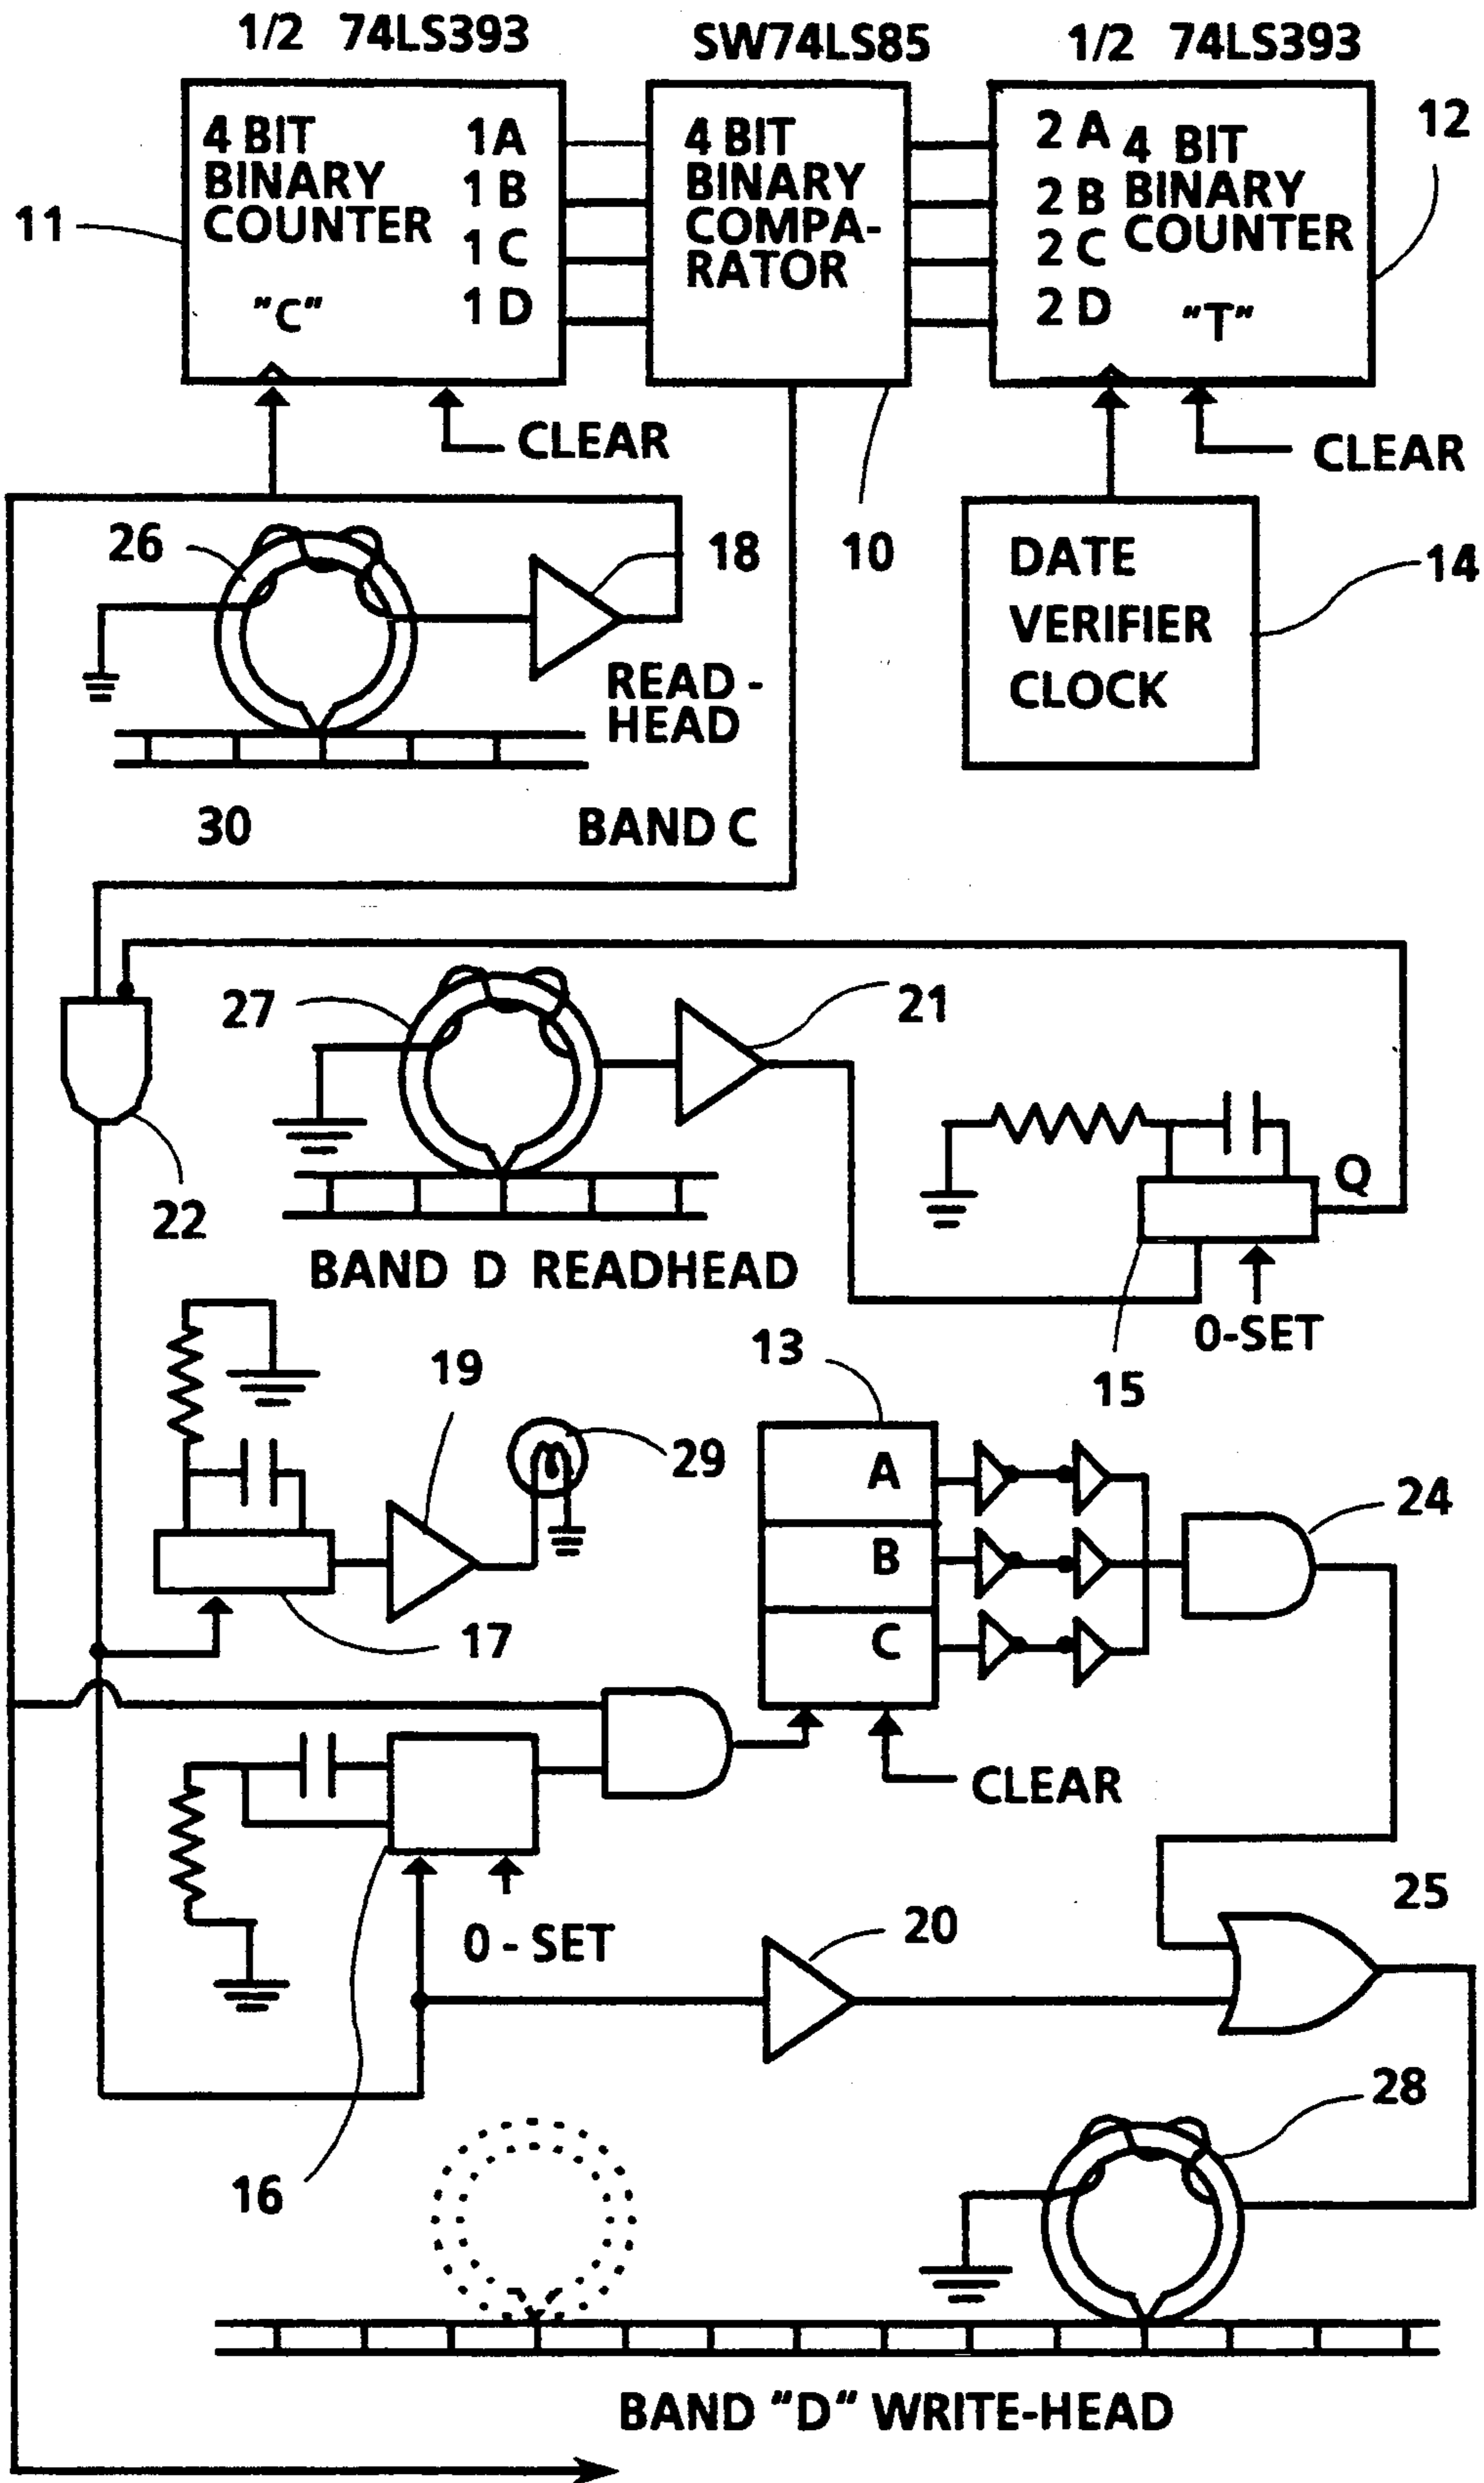 1/2 74LS393
SW74LS85
1/2 74LS393
4 BIT
BINARY
COUNTER
"C"
1A
1B
1C
1D
4 BIT
BINARY
COMPA-
RATOR
2 A
2 B
2 C
2 D
4 BIT
BINARY
COUNTER
"T"
12
11
CLEAR
CLEAR
26
18
10
DATE
VERIFIER
CLOCK
14
READ -
HEAD
30
BAND C
27
21
22
Q
BAND D READHEAD
0-SET
15
13
19
29
A
B
C
24
17
CLEAR
25
0 - SET
20
28
16
BAND "D" WRITE-HEAD